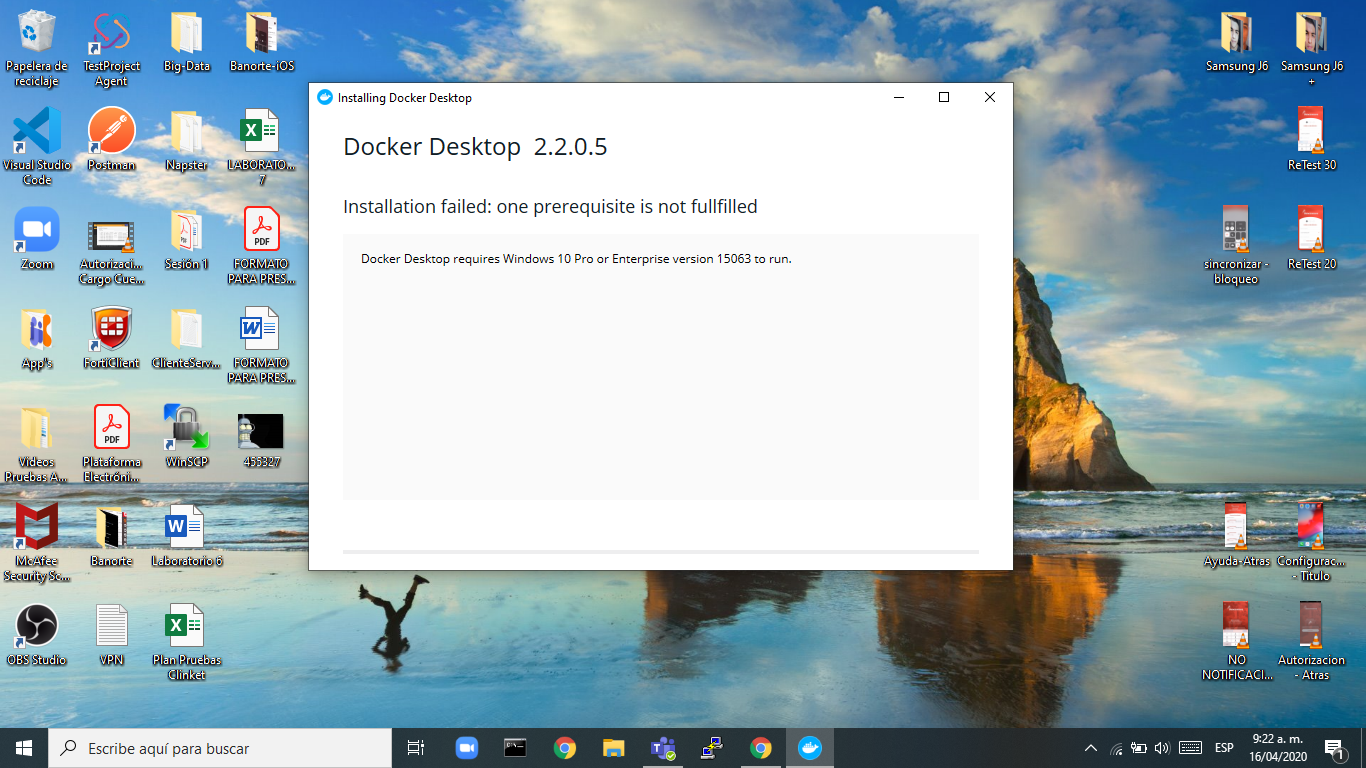 Installing Docker Desktop
Docker Desktop 2.2.0.5
Installation failed: one prerequisite is not fullfilled
Docker Desktop requires Windows 10 Pro or Enterprise version 15063 to run.
Papelera de
reciclaje
TestProject
Agent
Big-Data
Banorte-iOS
Visual Studio
Code
Postman
Napster
LABORATO...
7
Zoom
Autorizaci...
Cargo Cue...
Sesión 1
PDF
FORMATO
PARA PRES...
App's
FortiClient
ClienteServ...
FORMATO
PARA PRES...
Videos
Pruebas A...
PDF
Plataforma
Electróni...
WinSCP
455327
McAfee
Security Sc...
Banorte
Laboratorio 6
OBS Studio
VPN
Plan Pruebas
Clinket
Samsung J6
Samsung J6
+
ReTest 30
sincronizar -
bloqueo
ReTest 20
Ayuda-Atras
Configurac...
- Titulo
NO
NOTIFICACI...
Autorizacion
- Atras
Escribe aquí para buscar
ESP
9:22 a. m.
16/04/2020
1